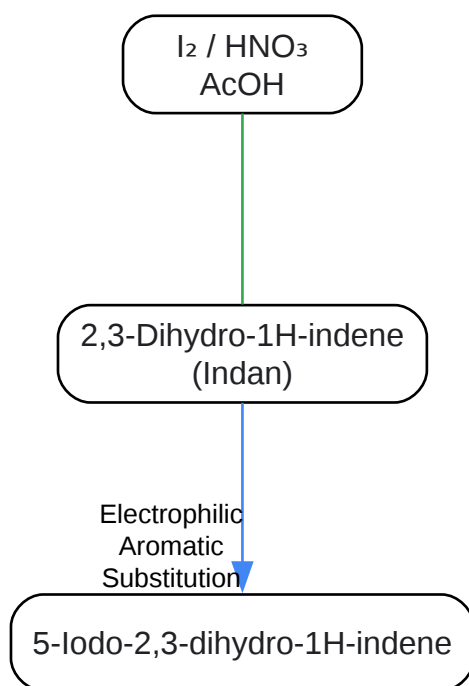 I₂ / HNO₃
AcOH
2,3-Dihydro-1H-indene
(Indan)
Electrophilic
Aromatic
Substitution
5-Iodo-2,3-dihydro-1H-indene